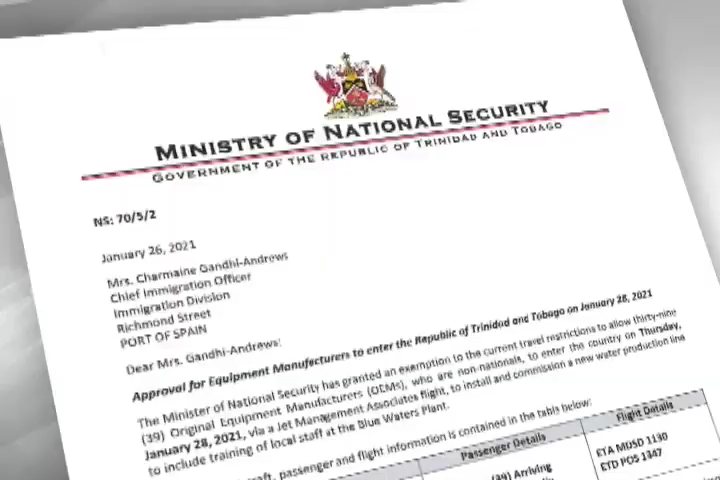 MINISTRY OF NATIONAL SECURITY
GOVERNMENT OF THE REPUBLIC OF TRINIDAD AND TOBAGO
NS: 70/5/2
January 26, 2021
Mrs. Charmaine Gandhi-Andrews
Chief Immigration Officer
Immigration Division
Richmond Street
PORT OF SPAIN
Dear Mrs. Gandhi-Andrews:
Approval for Equipment Manufacturers to enter the Republic of Trinidad and Tobago on January 28, 2021
The Minister of National Security has granted an exemption to the current travel restrictions to allow thirty-nine
(39) Original Equipment Manufacturers (OEMs), who are non-nationals, to enter the country on Thursday,
January 28, 2021, via a Jet Management Associates flight, to install and commission a new water production line
to include training of local staff at the Blue Waters Plant.
passenger and flight information is contained in the table below:
Passenger Details
Flight Details
(39) Arriving
ETA MDSD 1130
ETD POS 1347